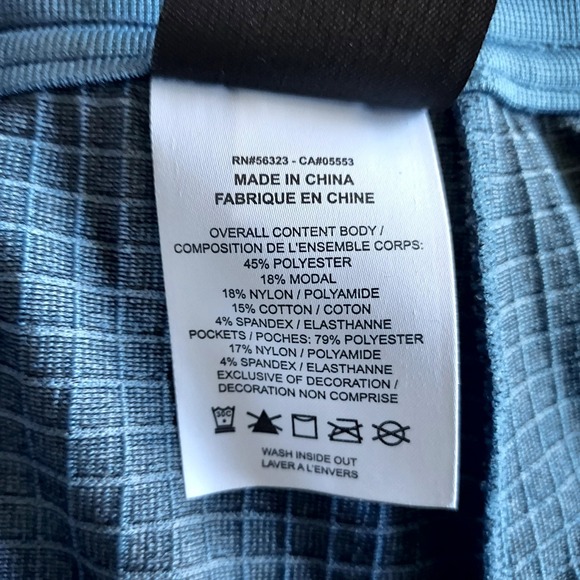 RN#56323 - CA#05553
MADE IN CHINA
FABRIQUE EN CHINE
OVERALL CONTENT BODY /
COMPOSITION DE L'ENSEMBLE CORPS:
45% POLYESTER
18% MODAL
18% NYLON / POLYAMIDE
15% COTTON / COTON
4% SPANDEX / ELASTHANNE
POCKETS / POCHES: 79% POLYESTER
17% NYLON / POLYAMIDE
4% SPANDEX / ELASTHANNE
EXCLUSIVE OF DECORATION /
DECORATION NON COMPRISE
WASH INSIDE OUT
LAVER A L'ENVERS